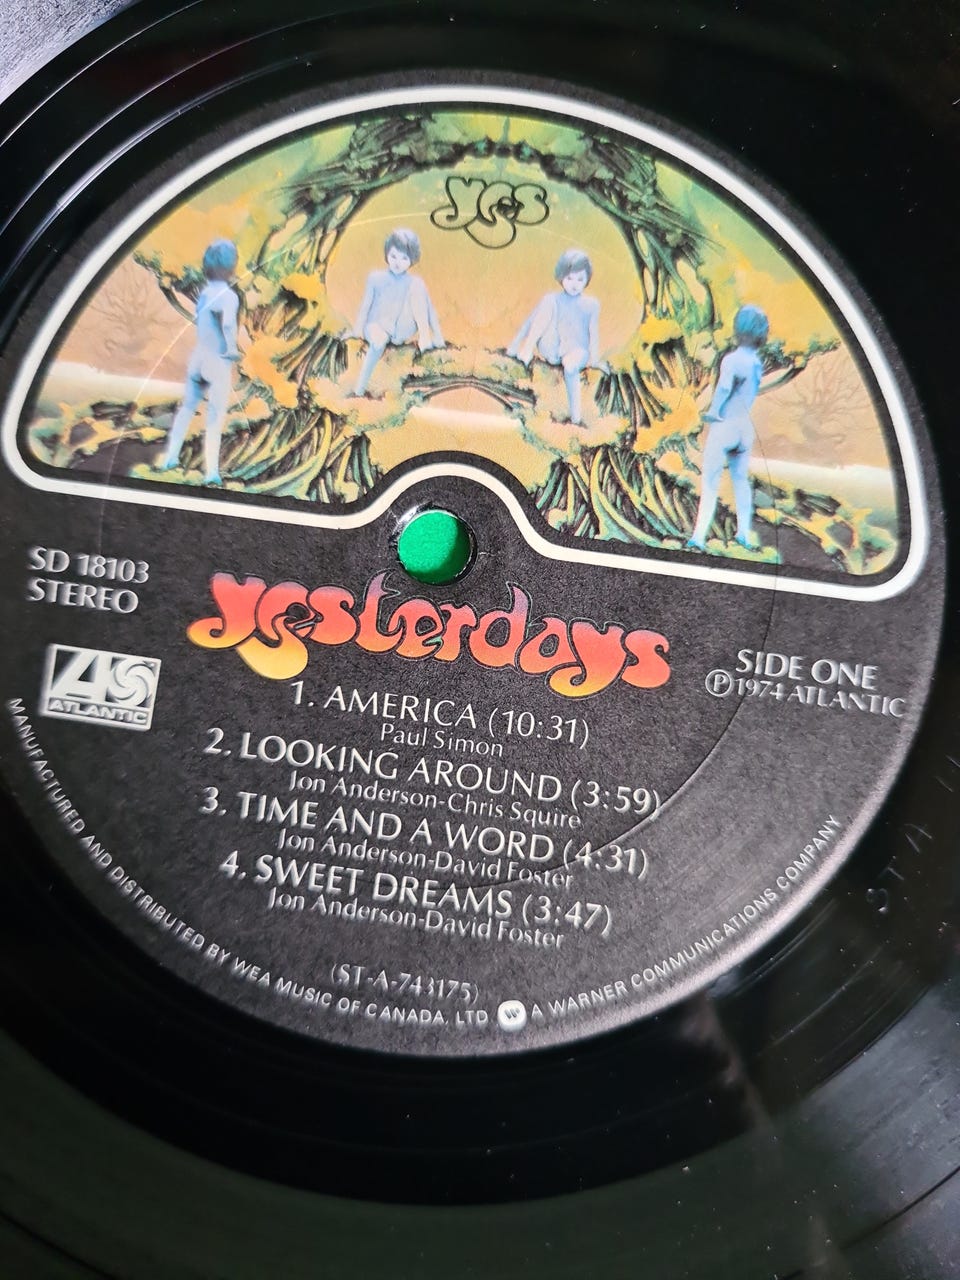 yes
SD 18103
STEREO
yesterdays
SIDE ONE
℗ 1974 ATLANTIC
ATLANTIC
1. AMERICA (10:31)
Paul Simon
2. LOOKING AROUND (3:59)
Jon Anderson-Chris Squire
3. TIME AND A WORD (4:31)
Jon Anderson-David Foster
4. SWEET DREAMS (3:47)
Jon Anderson-David Foster
(ST-A-743175)
MANUFACTURED AND DISTRIBUTED BY WEA MUSIC OF CANADA, LTD W A WARNER COMMUNICATIONS COMPANY